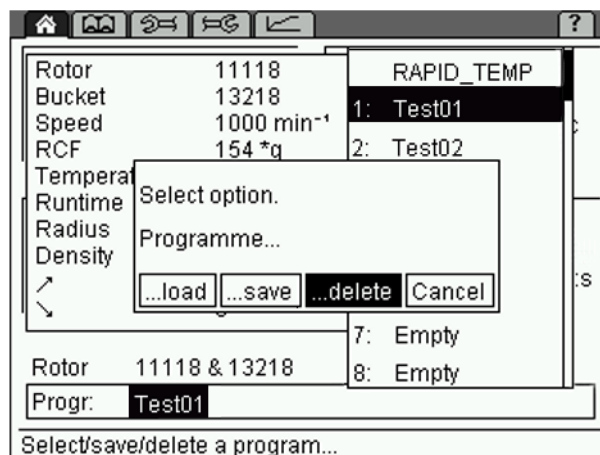 ?
Rotor 11118
Bucket 13218
Speed 1000 min⁻¹
RCF 154 *g
Runtime
Radius
Density
RAPID_TEMP
1: Test01
2: Test02
7: Empty
8: Empty
Select option.
Programme...
...load ...save ...delete Cancel
Rotor 11118 & 13218
Progr: Test01
Select/save/delete a program...